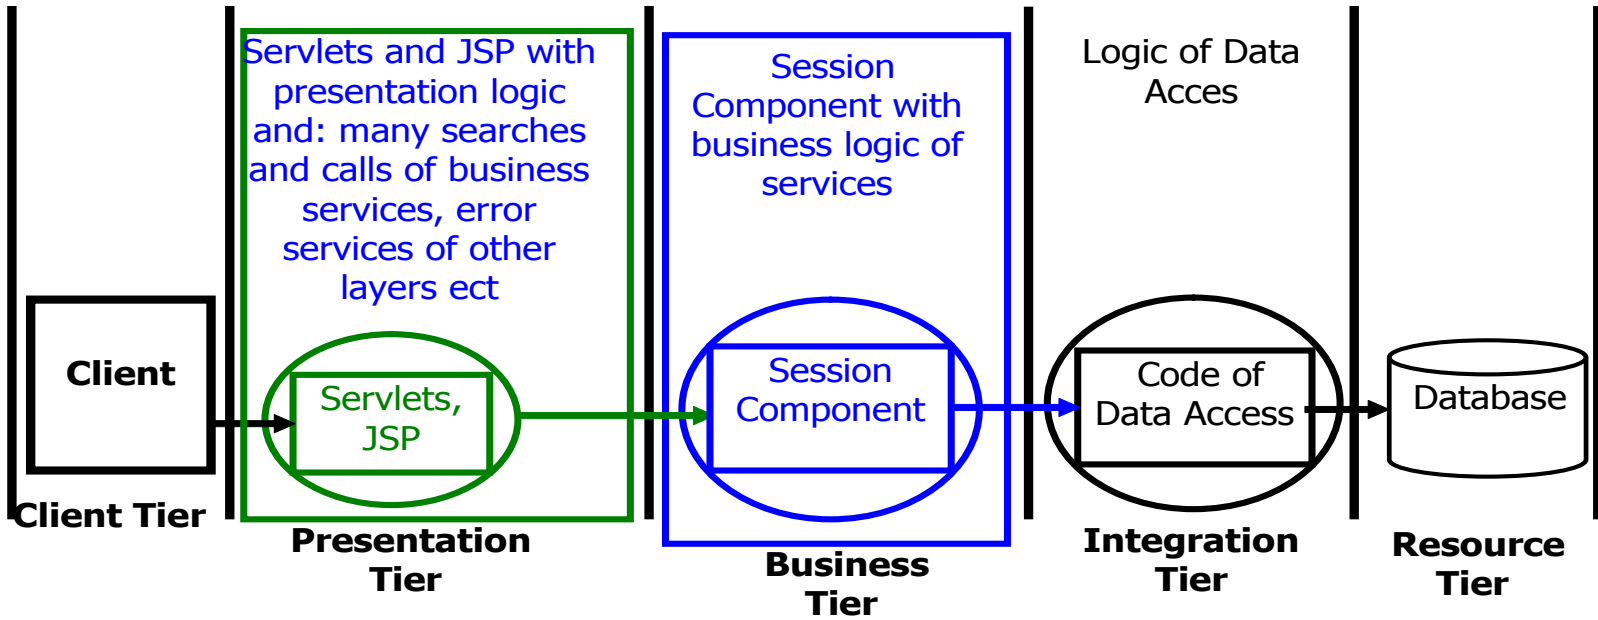 Servlets and JSP with
presentation logic
and: many searches
and calls of business
services, error
services of other
layers ect
Session
Component with
business logic of
services
Logic of Data
Acces
Client
Servlets,
JSP
Session
Component
Code of
Data Access
Database
Client Tier
Presentation
Tier
Business
Tier
Integration
Tier
Resource
Tier